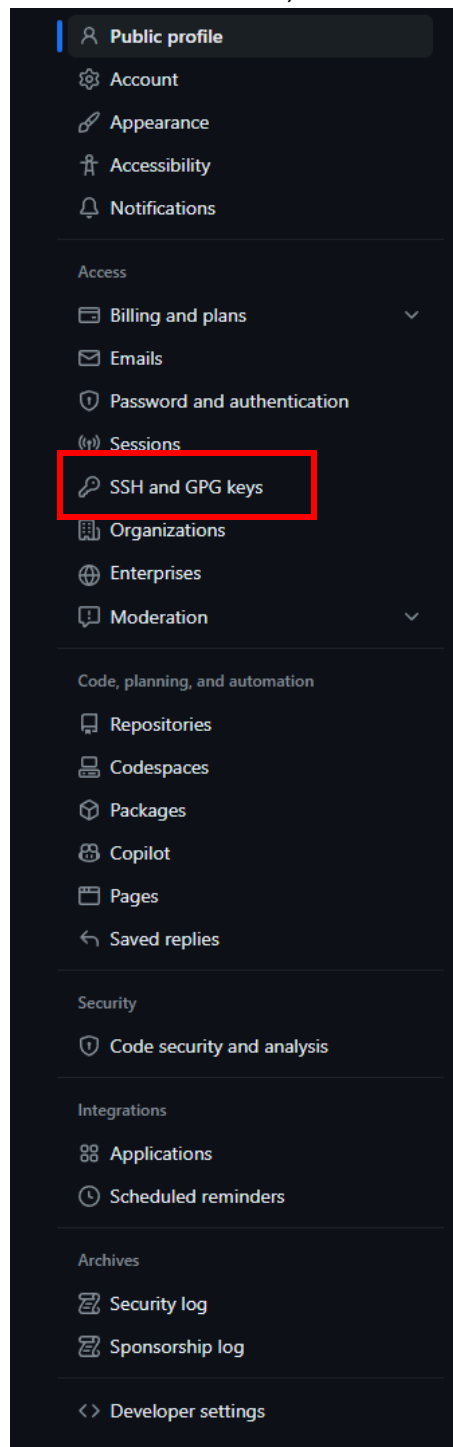 Public profile
Account
Appearance
Accessibility
Notifications
Access
Billing and plans
Emails
Password and authentication
Sessions
SSH and GPG keys
Organizations
Enterprises
Moderation
Code, planning, and automation
Repositories
Codespaces
Packages
Copilot
Pages
Saved replies
Security
Code security and analysis
Integrations
Applications
Scheduled reminders
Archives
Security log
Sponsorship log
Developer settings